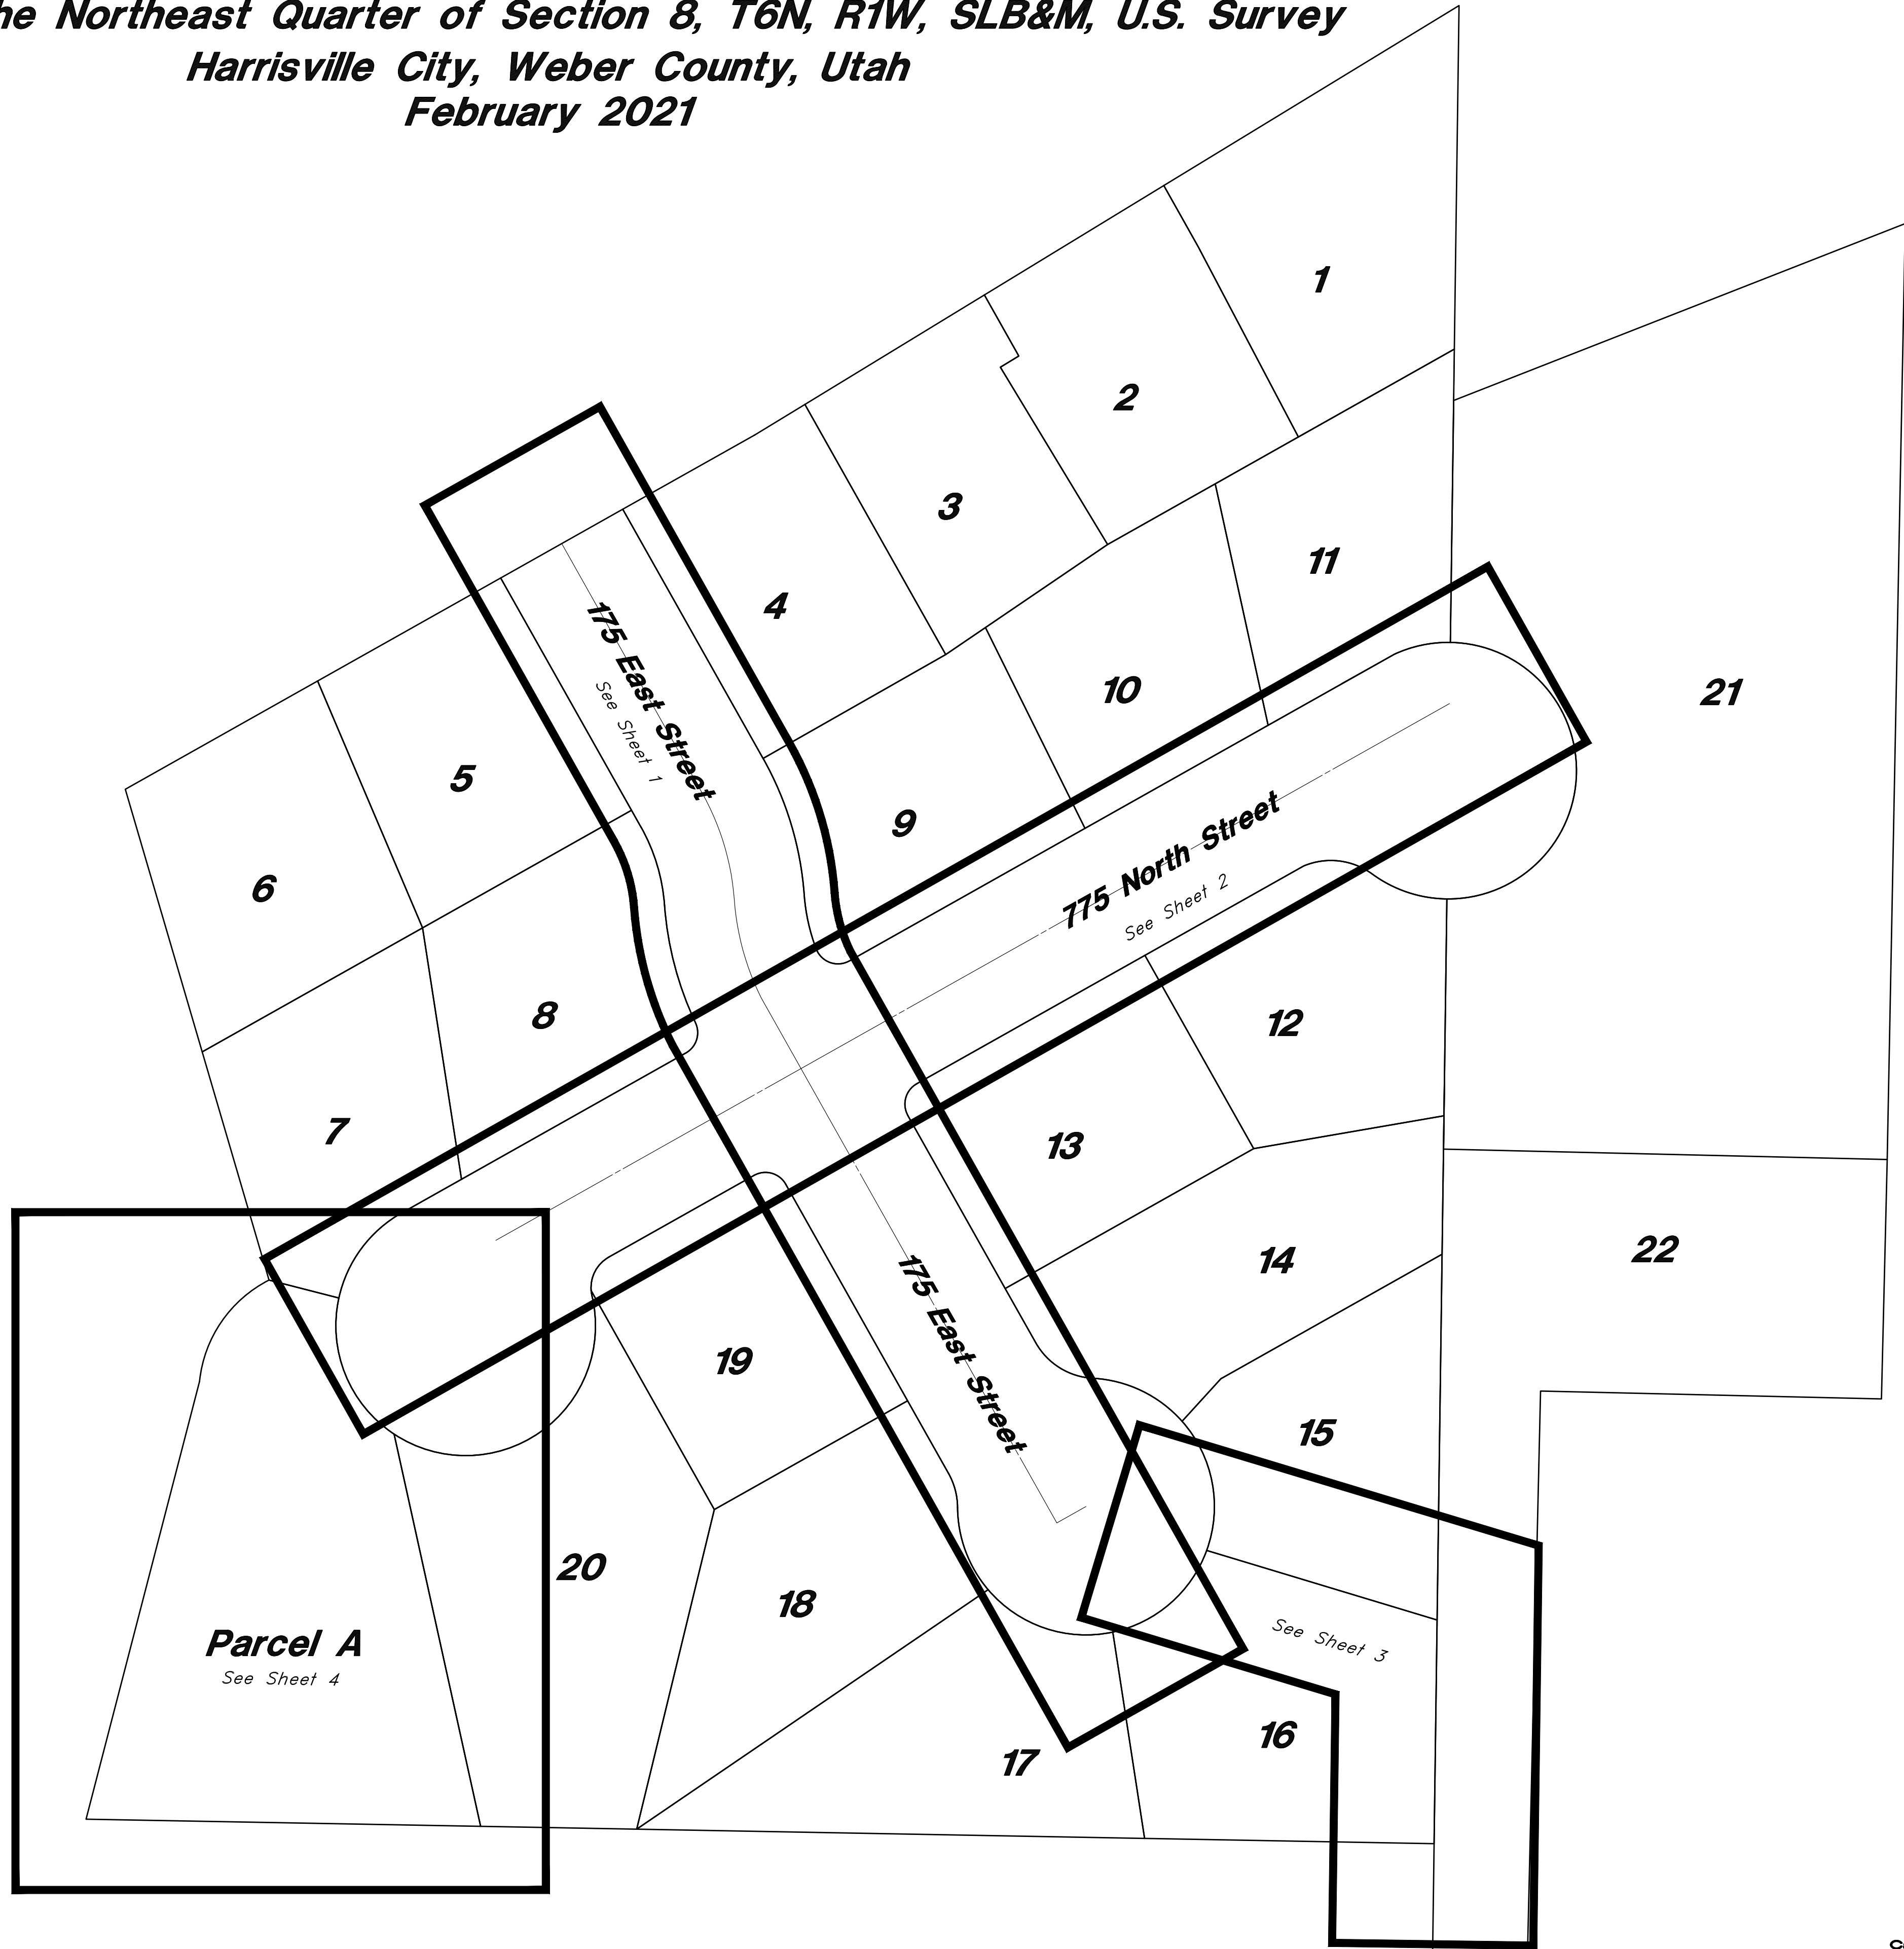 he Northeast Quarter of Section 8, T6N, R1W, SLB&M, U.S. Survey
Harrisville City, Weber County, Utah
February 2021
1
2
3
4
5
6
7
8
9
10
11
12
13
14
15
16
17
18
19
20
21
22
175 East Street
See Sheet 1
775 North Street
See Sheet 2
175 East Street
See Sheet 3
Parcel A
See Sheet 4